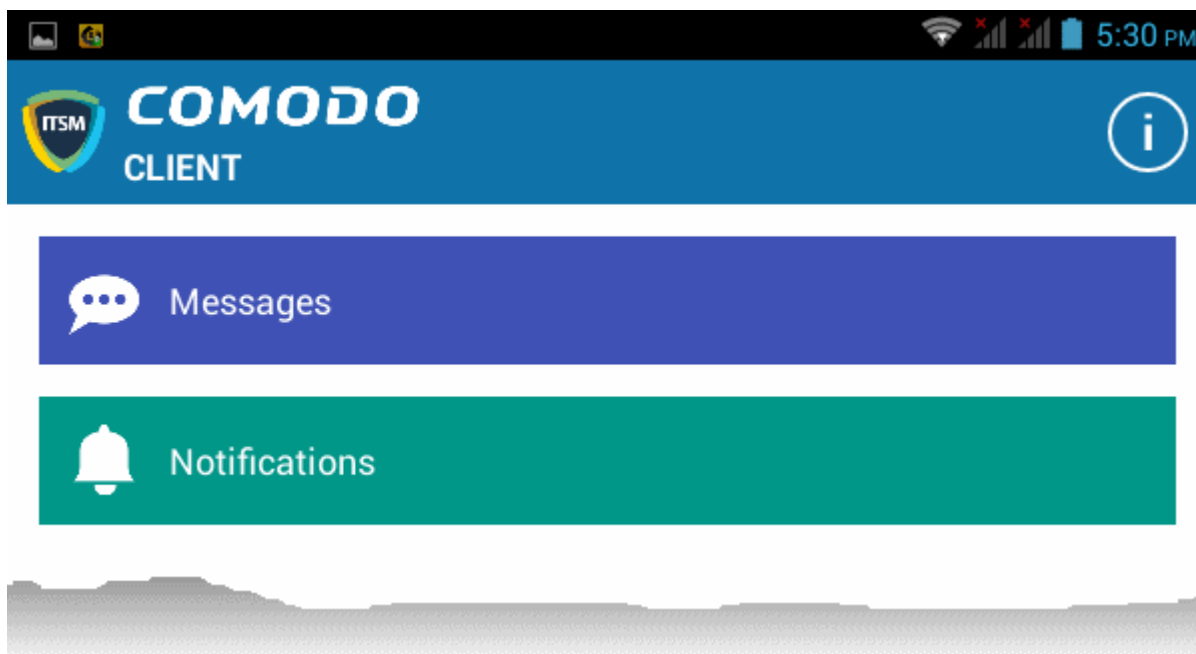 5:30 PM
ITSM
COMODO
CLIENT
i
Messages
Notifications